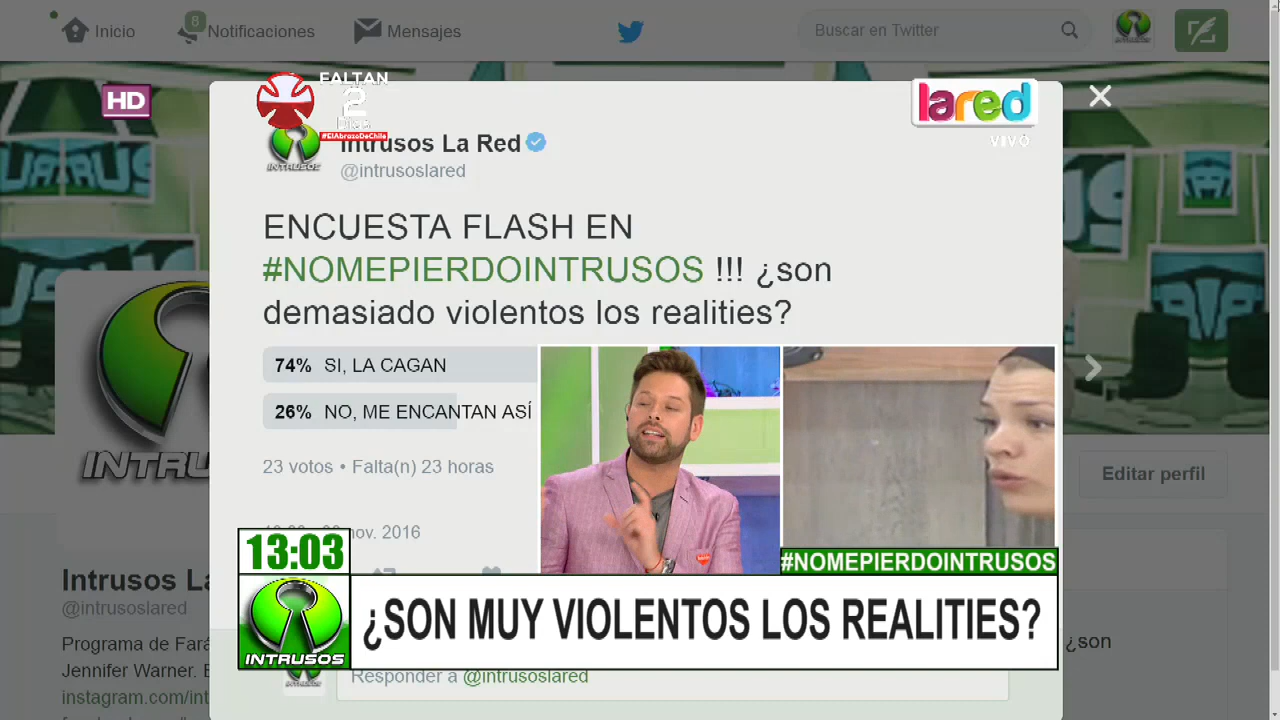 Inicio
8
Notificaciones
Mensajes
Buscar en Twitter
HD
FALTAN
2
Días
#ElAbrazoDeChile
lared
VIVO
Intrusos La Red
@intrusoslared
INTRUSOS
ENCUESTA FLASH EN
#NOMEPIERDOINTRUSOS !!! ¿son
demasiado violentos los realities?
74% SI, LA CAGAN
26% NO, ME ENCANTAN ASÍ
23 votos • Falta(n) 23 horas
nov. 2016
Editar perfil
13:03
#NOMEPIERDOINTRUSOS
INTRUSOS
¿SON MUY VIOLENTOS LOS REALITIES?
Intrusos La
@intrusoslared
Programa de Fará
Jennifer Warner. E
instagram.com/int
¿son
Responder a @intrusoslared